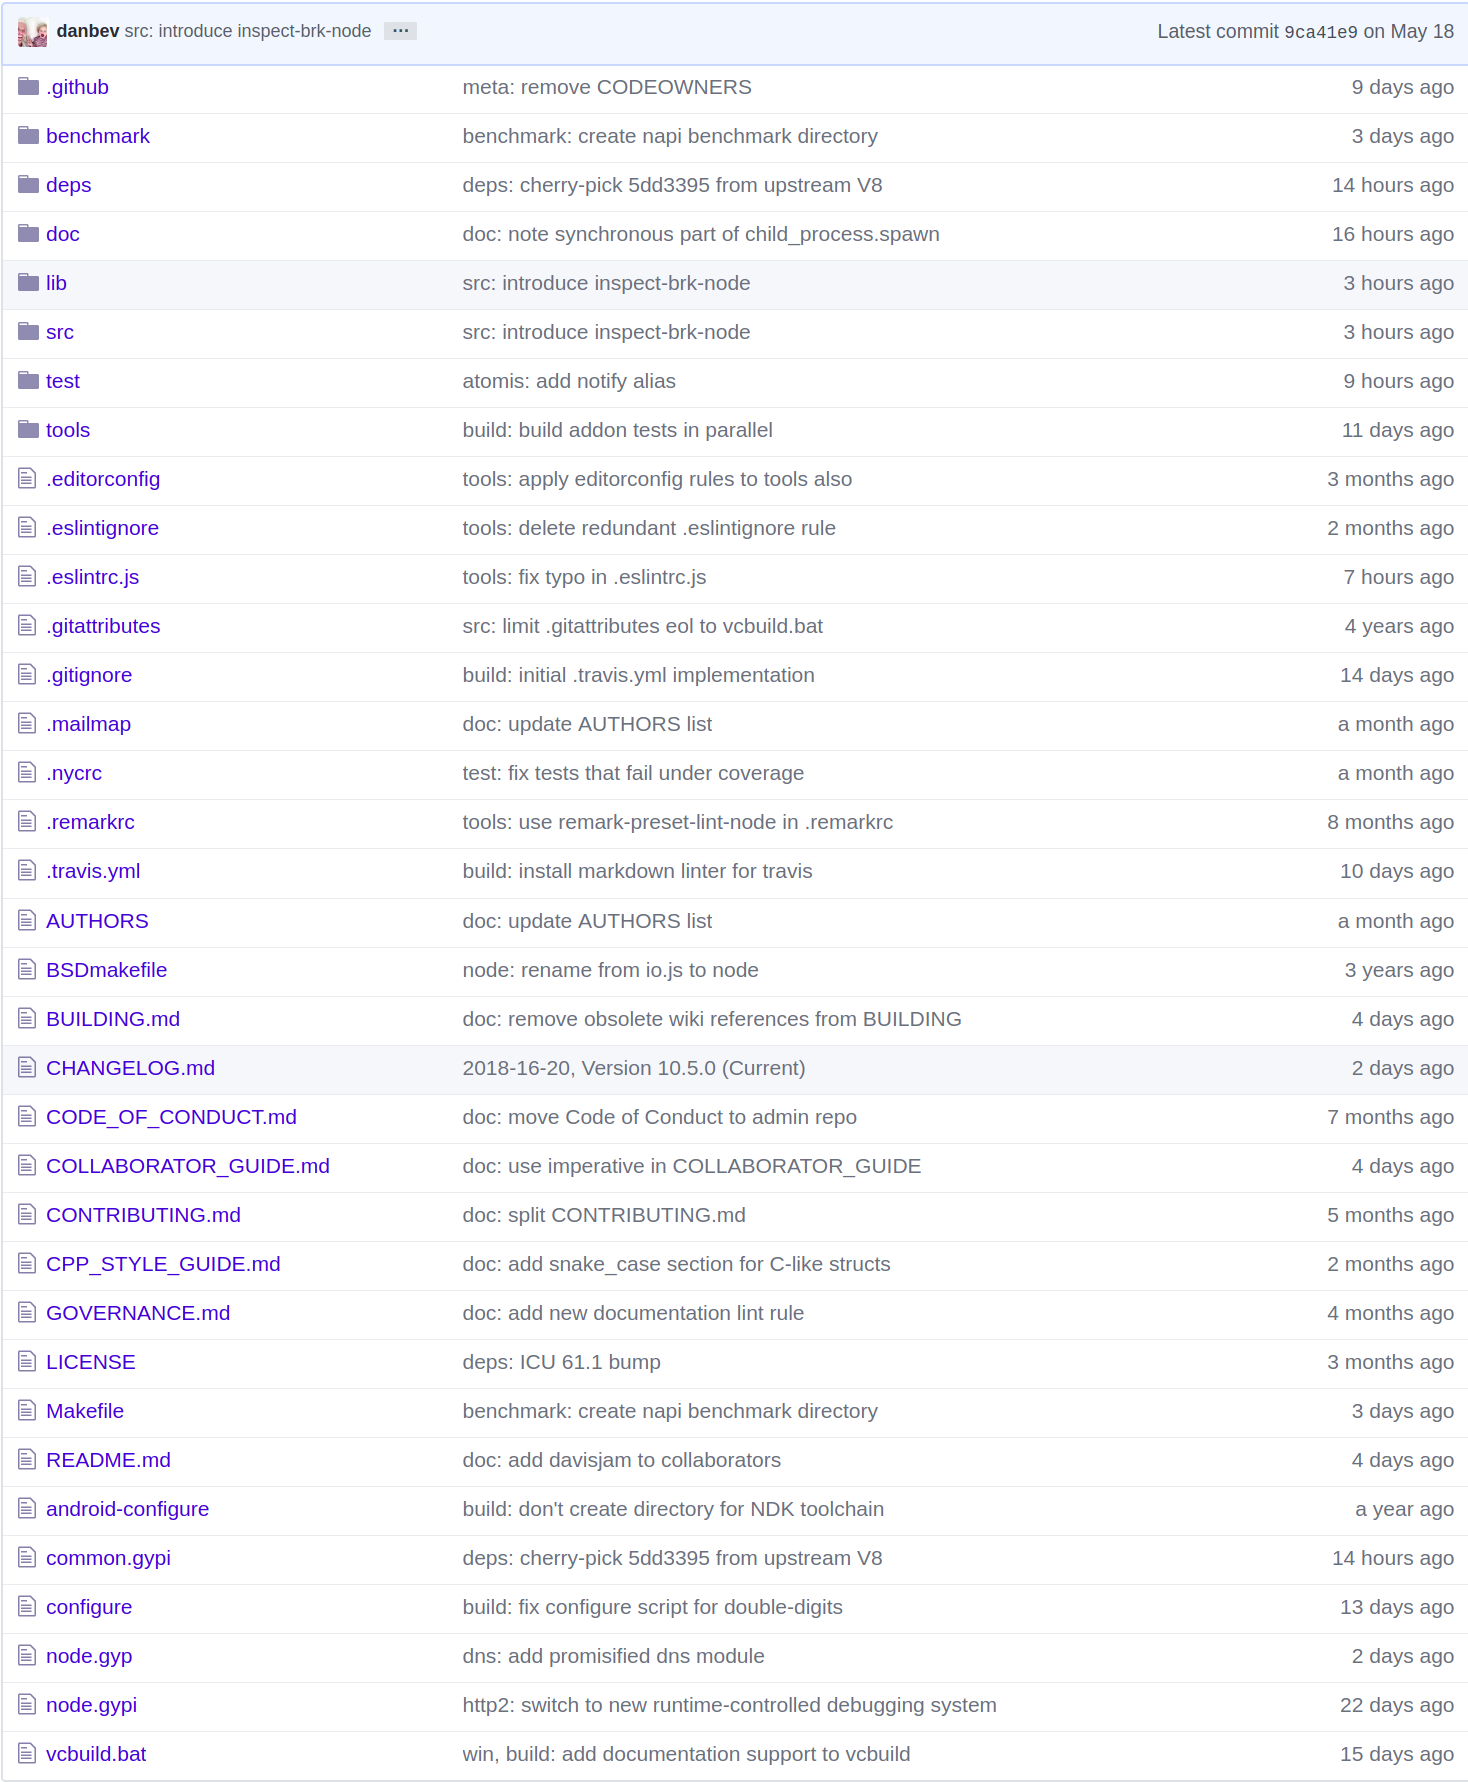 danbev src: introduce inspect-brk-node ... Latest commit 9ca41e9 on May 18
.github meta: remove CODEOWNERS 9 days ago
benchmark benchmark: create napi benchmark directory 3 days ago
deps deps: cherry-pick 5dd3395 from upstream V8 14 hours ago
doc doc: note synchronous part of child_process.spawn 16 hours ago
lib src: introduce inspect-brk-node 3 hours ago
src src: introduce inspect-brk-node 3 hours ago
test atomis: add notify alias 9 hours ago
tools build: build addon tests in parallel 11 days ago
.editorconfig tools: apply editorconfig rules to tools also 3 months ago
.eslintignore tools: delete redundant .eslintignore rule 2 months ago
.eslintrc.js tools: fix typo in .eslintrc.js 7 hours ago
.gitattributes src: limit .gitattributes eol to vcbuild.bat 4 years ago
.gitignore build: initial .travis.yml implementation 14 days ago
.mailmap doc: update AUTHORS list a month ago
.nycrc test: fix tests that fail under coverage a month ago
.remarkrc tools: use remark-preset-lint-node in .remarkrc 8 months ago
.travis.yml build: install markdown linter for travis 10 days ago
AUTHORS doc: update AUTHORS list a month ago
BSDmakefile node: rename from io.js to node 3 years ago
BUILDING.md doc: remove obsolete wiki references from BUILDING 4 days ago
CHANGELOG.md 2018-16-20, Version 10.5.0 (Current) 2 days ago
CODE_OF_CONDUCT.md doc: move Code of Conduct to admin repo 7 months ago
COLLABORATOR_GUIDE.md doc: use imperative in COLLABORATOR_GUIDE 4 days ago
CONTRIBUTING.md doc: split CONTRIBUTING.md 5 months ago
CPP_STYLE_GUIDE.md doc: add snake_case section for C-like structs 2 months ago
GOVERNANCE.md doc: add new documentation lint rule 4 months ago
LICENSE deps: ICU 61.1 bump 3 months ago
Makefile benchmark: create napi benchmark directory 3 days ago
README.md doc: add davisjam to collaborators 4 days ago
android-configure build: don't create directory for NDK toolchain a year ago
common.gypi deps: cherry-pick 5dd3395 from upstream V8 14 hours ago
configure build: fix configure script for double-digits 13 days ago
node.gyp dns: add promisified dns module 2 days ago
node.gypi http2: switch to new runtime-controlled debugging system 22 days ago
vcbuild.bat win, build: add documentation support to vcbuild 15 days ago